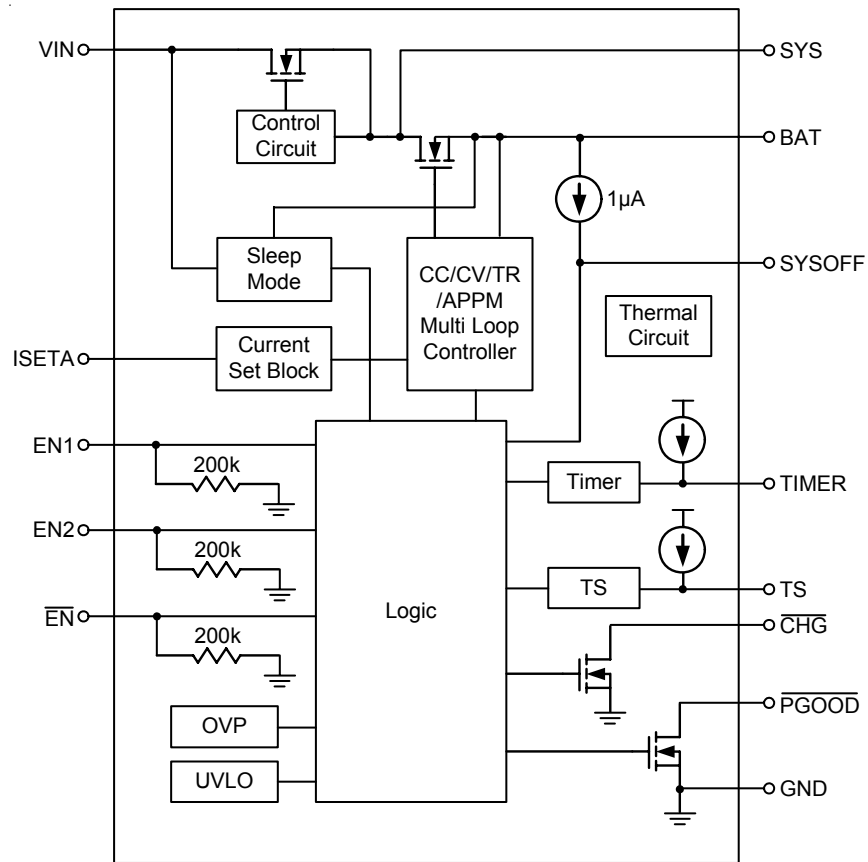 VIN
SYS
Control
Circuit
BAT
1µA
Sleep
Mode
CC/CV/TR
/APPM
Multi Loop
Controller
SYSOFF
Thermal
Circuit
ISETA
Current
Set Block
EN1
200k
Timer
TIMER
EN2
200k
TS
TS
EN
200k
Logic
CHG
OVP
PGOOD
UVLO
GND